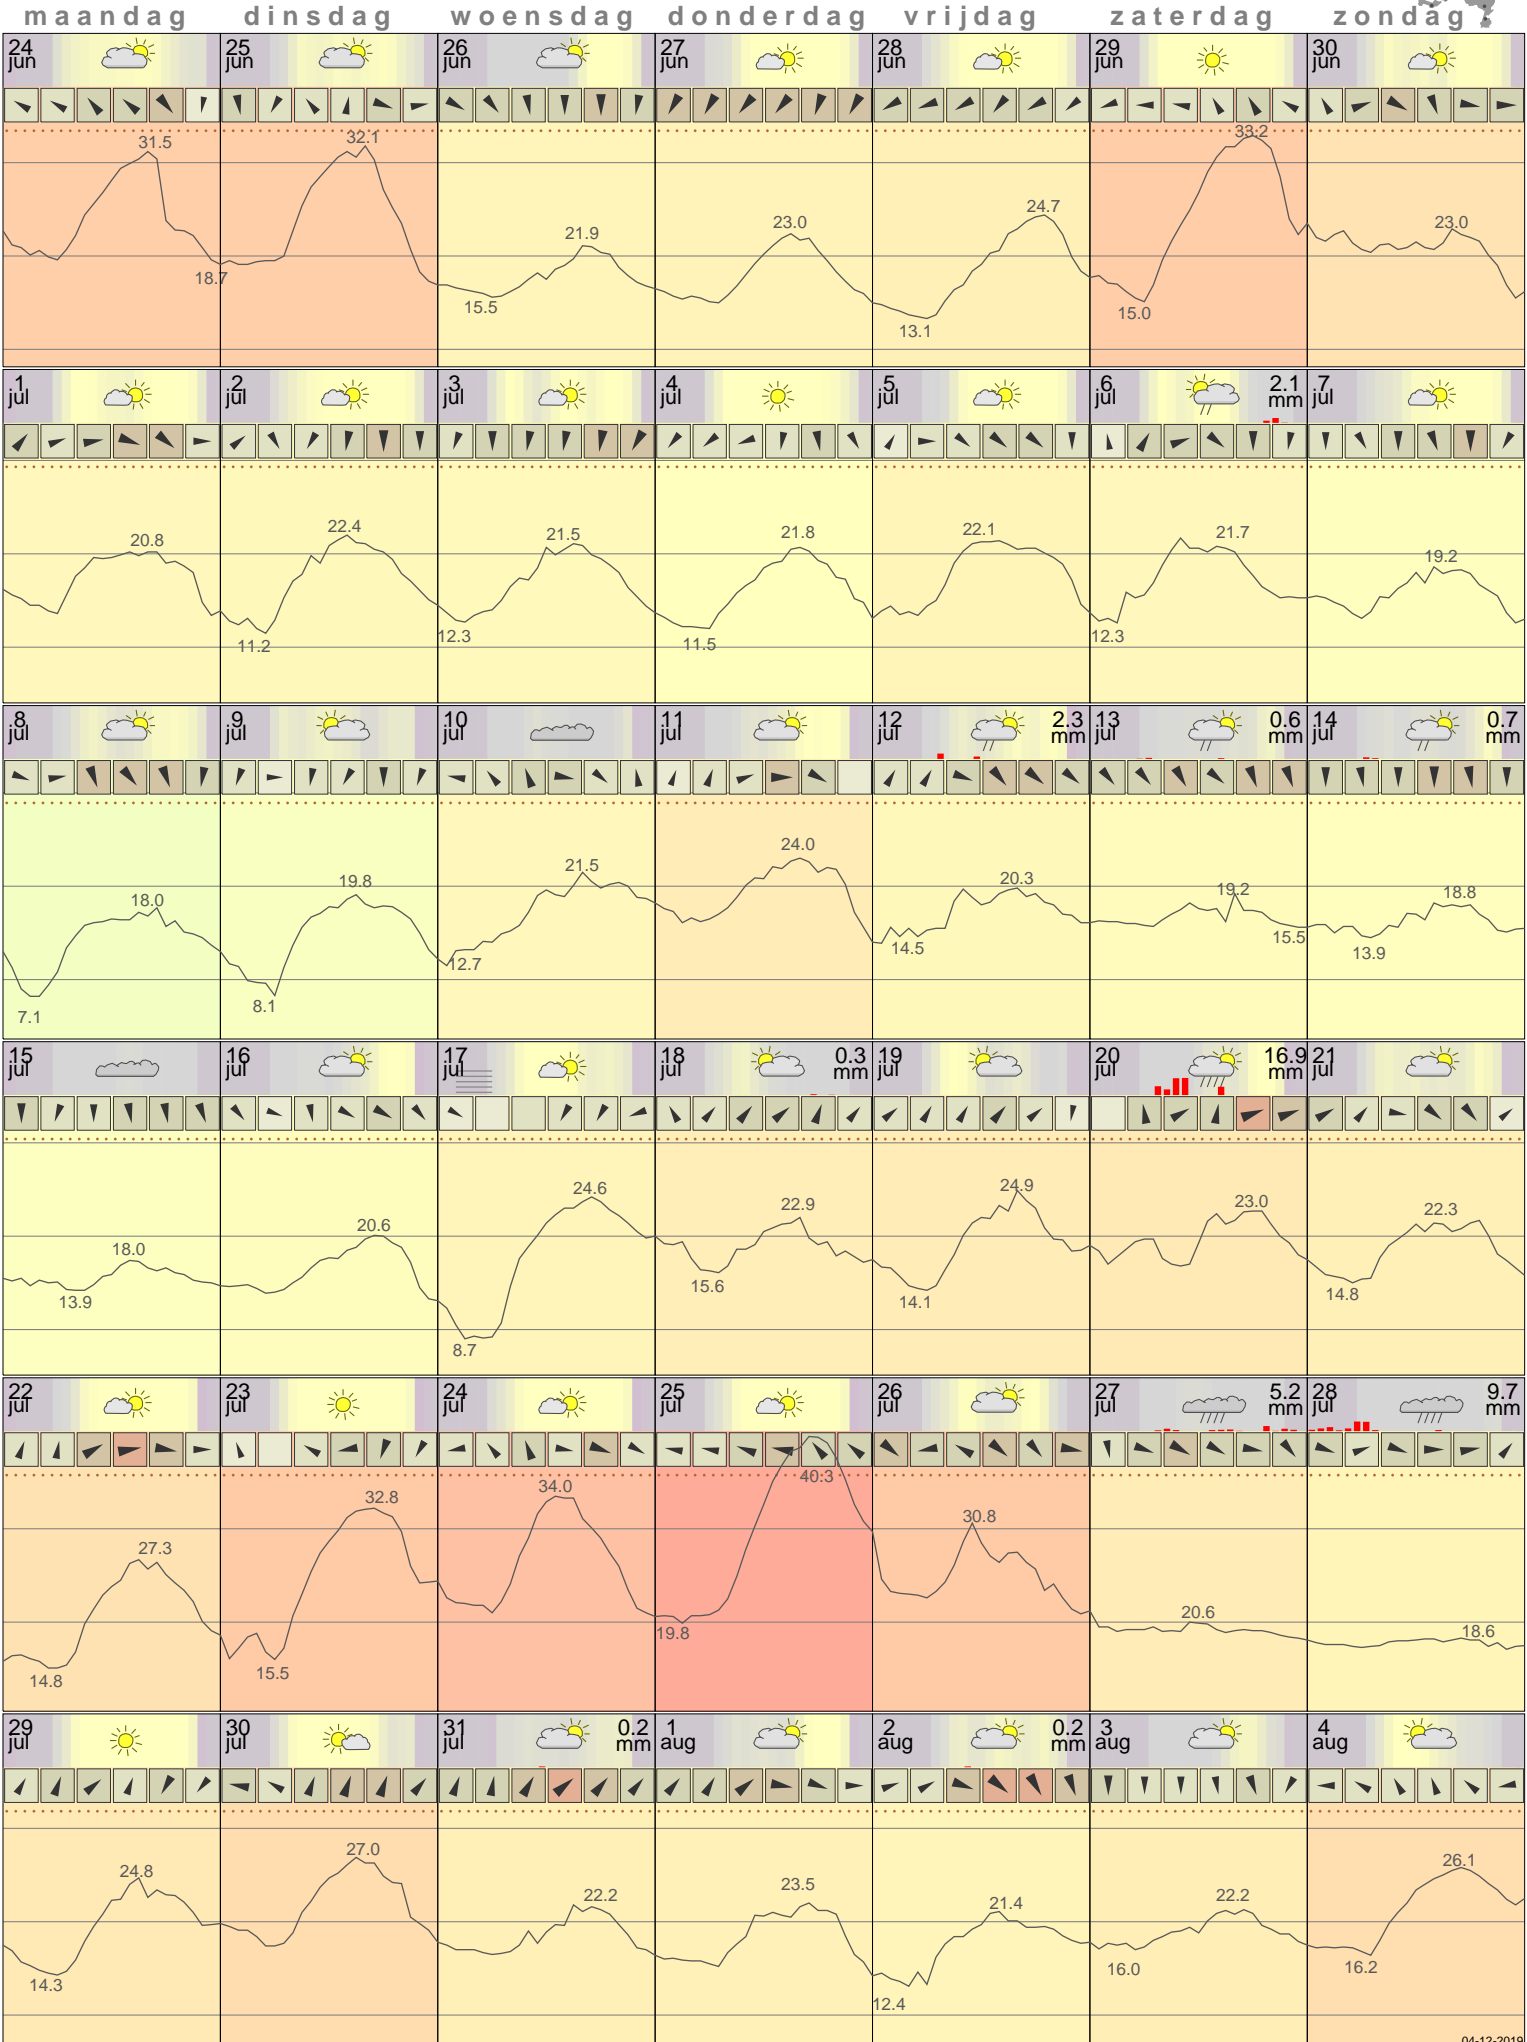 maandag dinsdag woensdag donderdag vrijdag zaterdag zondag
24 25 26 27 28 29 30
jun jun jun jun jun jun jun
31.5 32.1 33.2
24.7
21.9 23.0 23.0
18.7
15.5 13.1 15.0
1 2 3 4 5 6 2.1 7
jul jul jul jul jul jul mm jul
20.8 22.4 21.5 21.8 22.1 21.7 19.2
11.2 12.3 11.5 12.3
8 9 10 11 12 2.3 13 0.6 14 0.7
jul jul jul jul jul mm jul mm jul mm
18.0 19.8 21.5 24.0 20.3 19.2 18.8
7.1 8.1 12.7 14.5 15.5 13.9
15 16 17 18 0.3 19 20 16.9 21
jul jul jul jul mm jul jul mm jul
18.0 20.6 24.6 22.9 24.9 23.0 22.3
13.9 8.7 15.6 14.1 14.8
22 23 24 25 26 27 5.2 28 9.7
jul jul jul jul jul jul mm jul mm
27.3 32.8 34.0 40.3 30.8 20.6 18.6
14.8 15.5 19.8
29 30 31 0.2 1 2 0.2 3 4
jul jul jul mm aug aug mm aug aug
24.8 27.0 22.2 23.5 21.4 22.2 26.1
14.3 12.4 16.0 16.2
04-12-2019